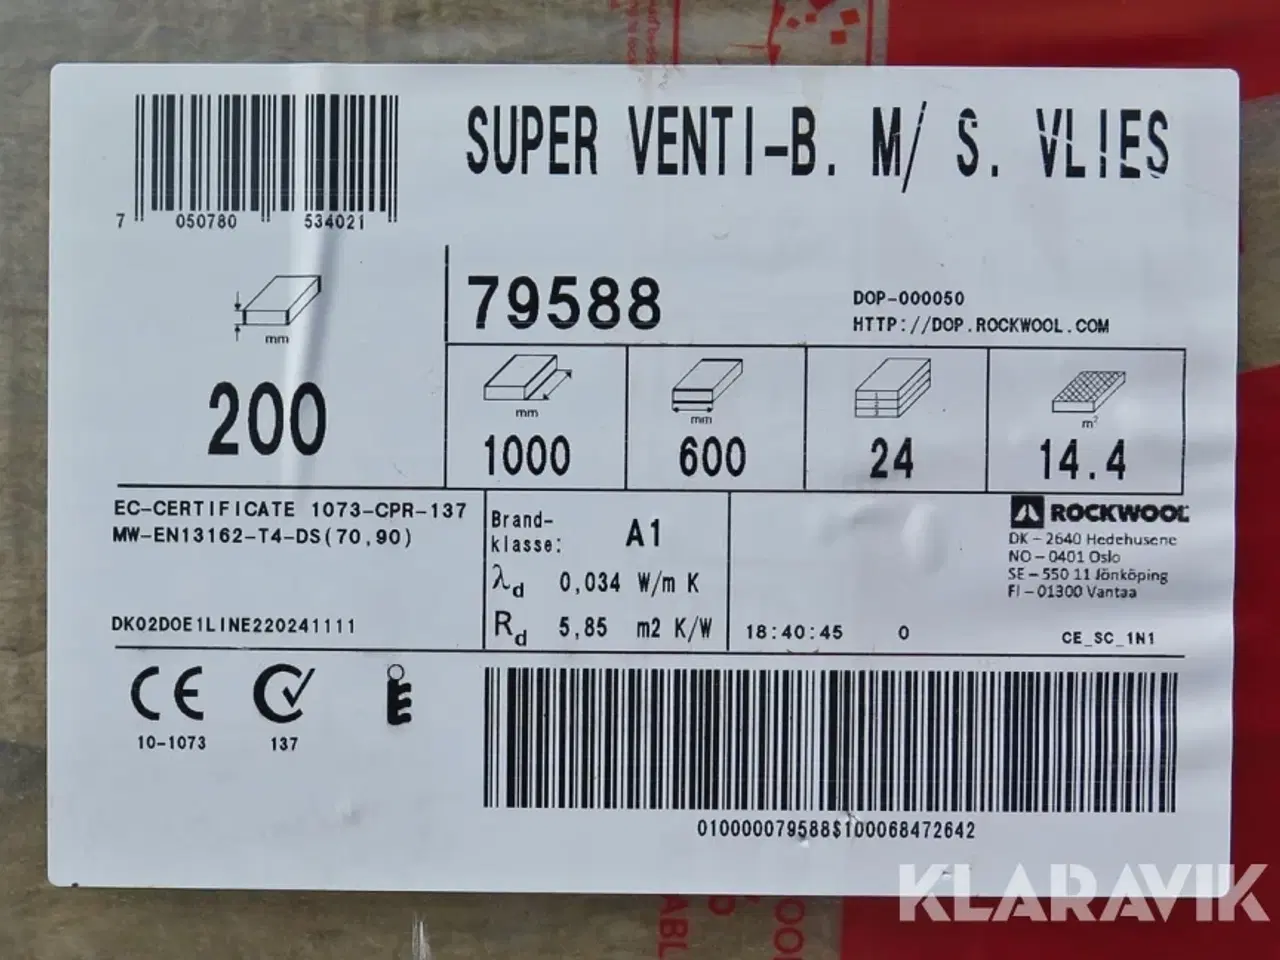 SUPER VENTI-B. M/ S. VLIES
7 050780 534021
79588
DOP-000050
HTTP://DOP.ROCKWOOL.COM
mm
200
mm
1000
mm
600
1
2
3
24
m²
14.4
EC-CERTIFICATE 1073-CPR-137
MW-EN13162-T4-DS(70,90)
DK02DOE1LINE220241111
Brand-
klasse: A1
λd 0,034 W/m K
Rd 5,85 m2 K/W
ROCKWOOL
DK - 2640 Hedehusene
NO - 0401 Oslo
SE - 550 11 Jönköping
FI - 01300 Vantaa
18:40:45 0 CE_SC_1N1
CE
10-1073
137
010000079588$100068472642
KLARAVIK